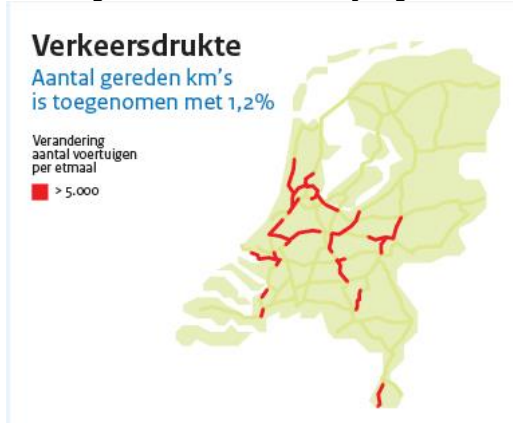 Verkeersdrukte
Aantal gereden km's
is toegenomen met 1,2%
Verandering
aantal voertuigen
per etmaal
> 5.000